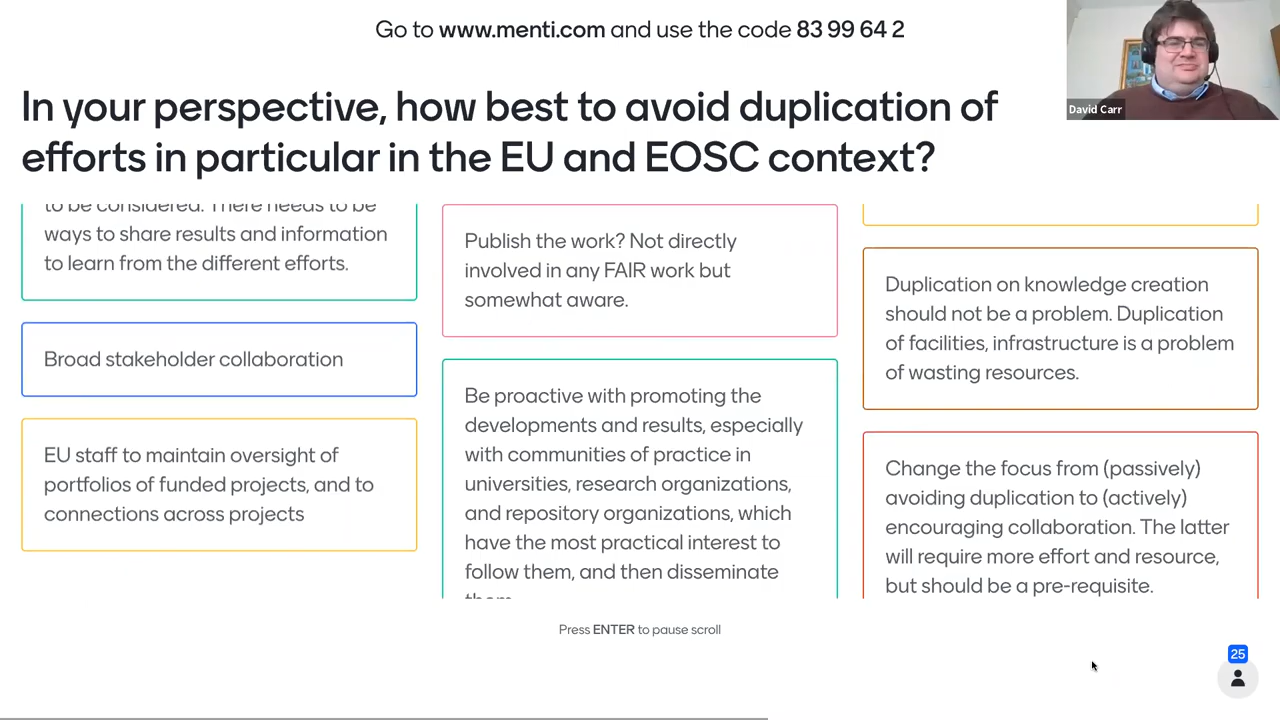 Go to www.menti.com and use the code 83 99 64 2
David Carr
In your perspective, how best to avoid duplication of
efforts in particular in the EU and EOSC context?
to be considered. There needs to be
ways to share results and information
to learn from the different efforts.
Broad stakeholder collaboration
EU staff to maintain oversight of
portfolios of funded projects, and to
connections across projects
Publish the work? Not directly
involved in any FAIR work but
somewhat aware.
Be proactive with promoting the
developments and results, especially
with communities of practice in
universities, research organizations,
and repository organizations, which
have the most practical interest to
follow them, and then disseminate
them
Duplication on knowledge creation
should not be a problem. Duplication
of facilities, infrastructure is a problem
of wasting resources.
Change the focus from (passively)
avoiding duplication to (actively)
encouraging collaboration. The latter
will require more effort and resource,
but should be a pre-requisite.
Press ENTER to pause scroll
25